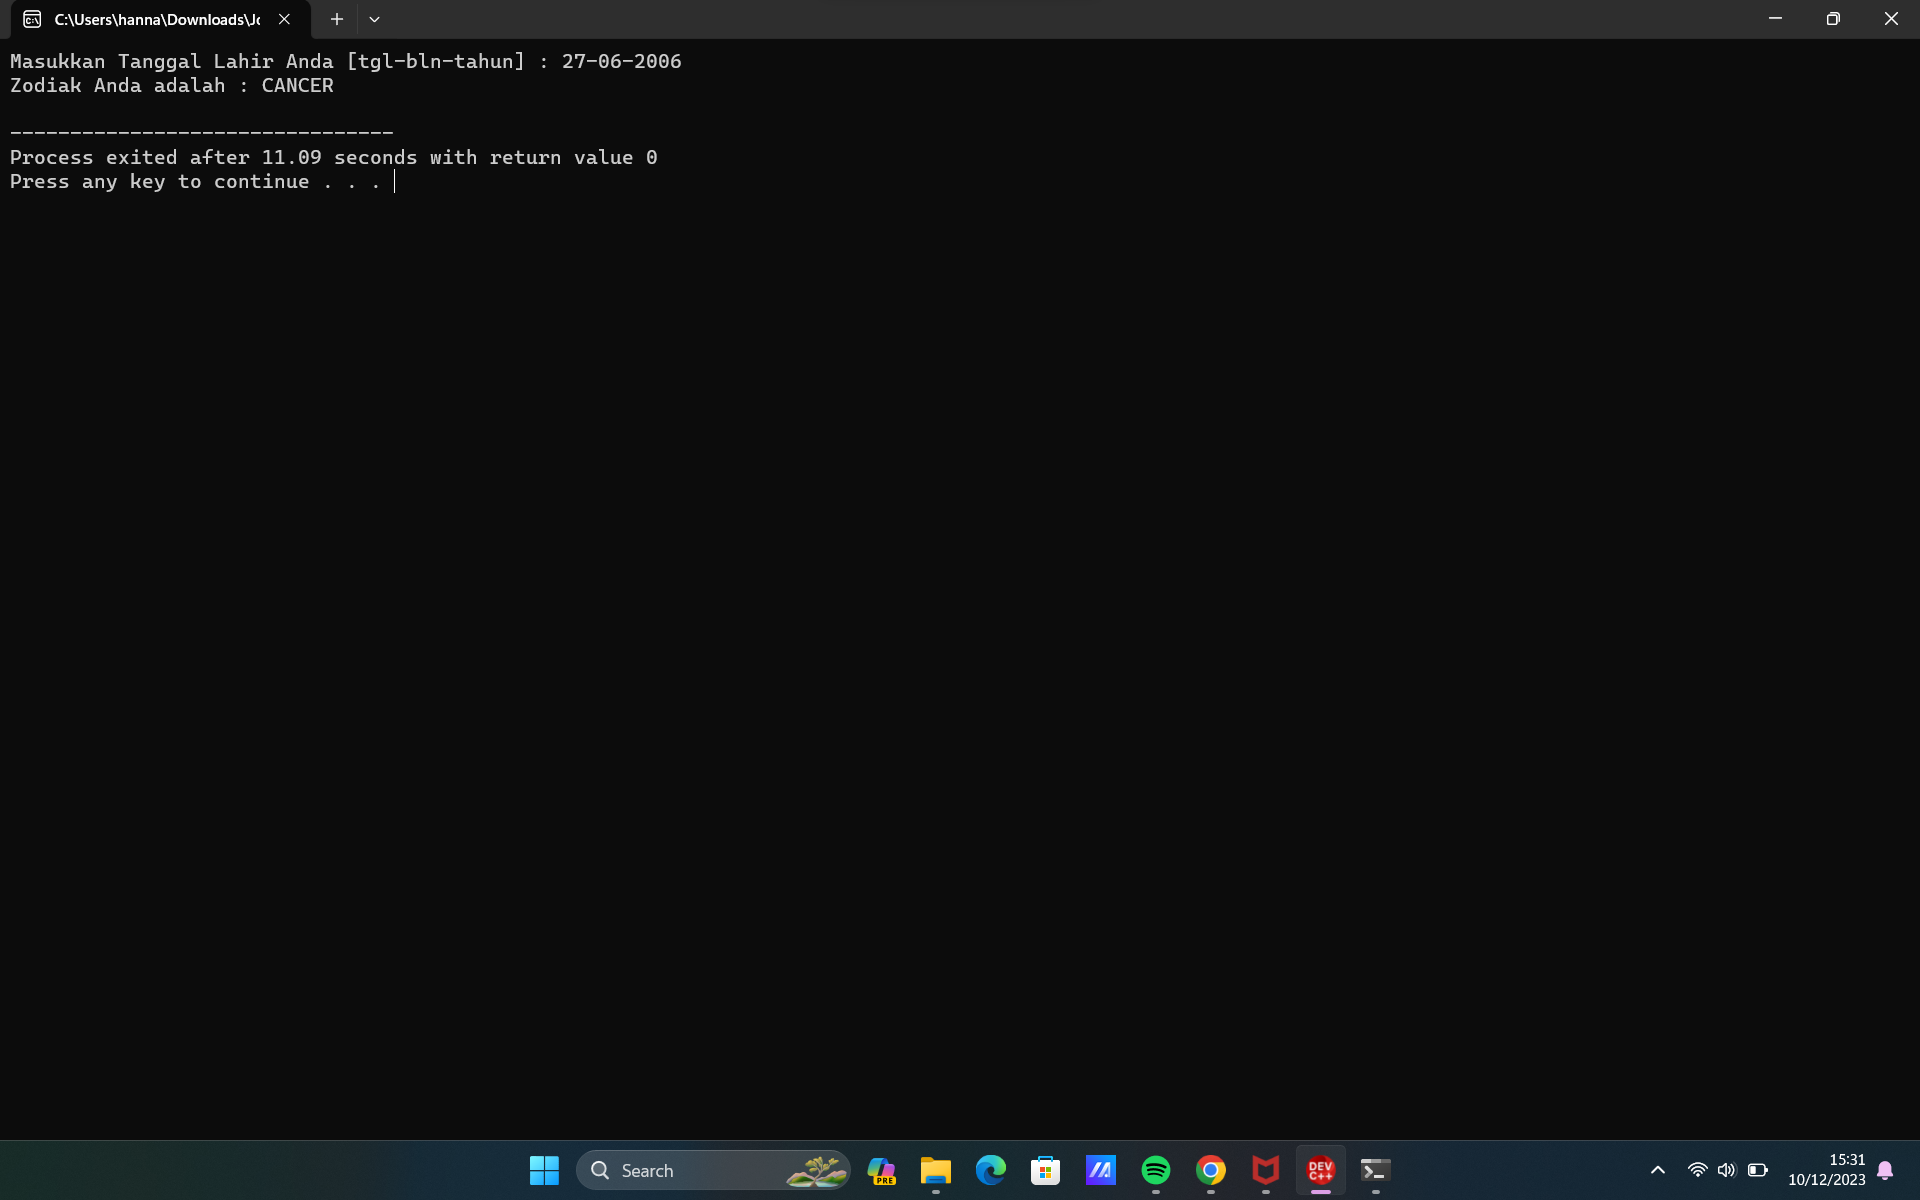 C:\Users\hanna\Downloads\Jo
Masukkan Tanggal Lahir Anda [tgl-bln-tahun] : 27-06-2006
Zodiak Anda adalah : CANCER
--------------------------------
Process exited after 11.09 seconds with return value 0
Press any key to continue . . .
Search
PRE
DEV
C++
15:31
10/12/2023